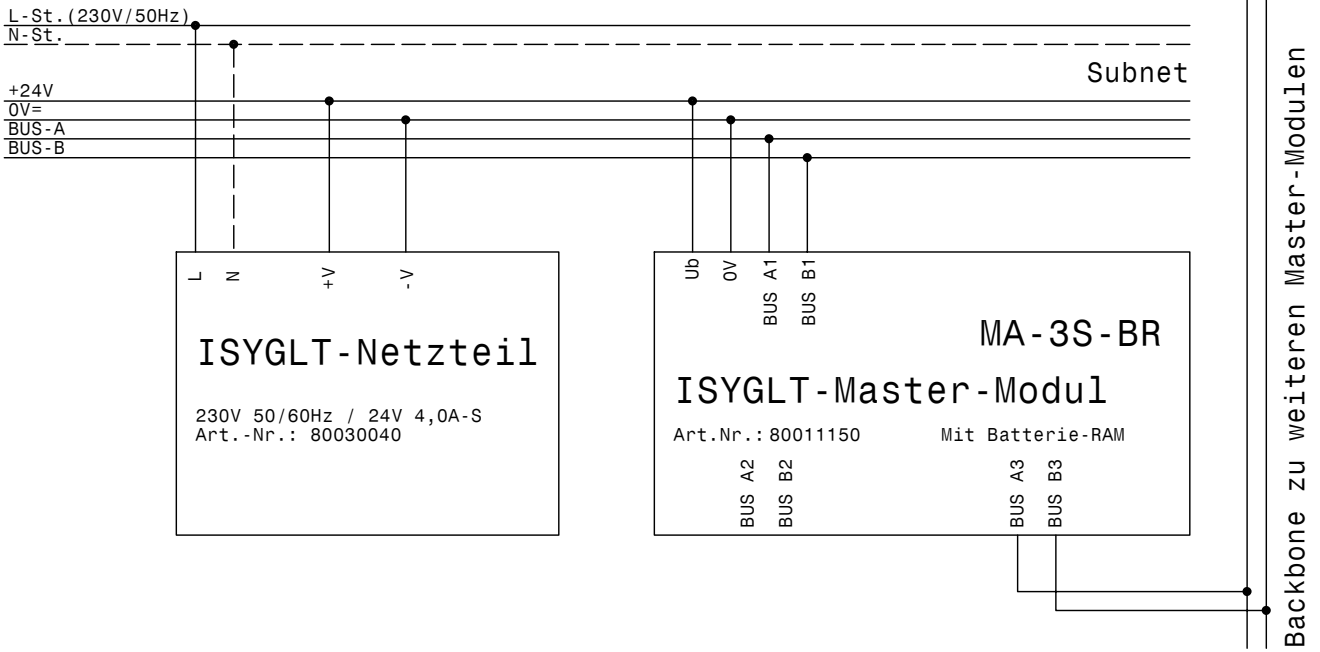 L-St.(230V/50Hz)
N-St.
Subnet
+24V
0V=
BUS-A
BUS-B
L
N
+V
-V
ISYGLT-Netzteil
230V 50/60Hz / 24V 4,0A-S
Art.-Nr.: 80030040
Ub
0V
BUS A1
BUS B1
MA-3S-BR
ISYGLT-Master-Modul
Art.Nr.:80011150 Mit Batterie-RAM
BUS A2
BUS B2
BUS A3
BUS B3
Backbone zu weiteren Master-Modulen